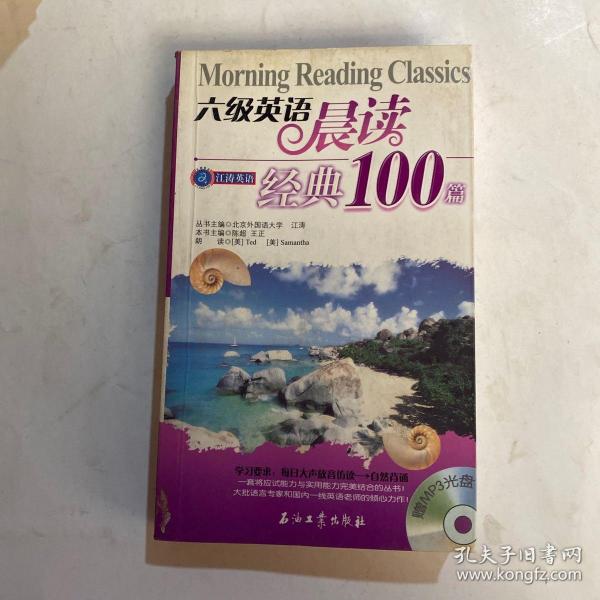 Morning Reading Classics
六级英语
晨读
江涛英语
经典100篇
丛书主编◎北京外国语大学 江涛
本书主编◎陈超 王正
朗 读◎[美] Ted [美] Samantha
学习要求：每日大声放音仿读→自然背诵
一套将应试能力与实用能力完美结合的丛书！
大批语言专家和国内一线英语老师的倾心力作！
赠MP3光盘
石油工业出版社
孔夫子旧书网
www.kongfz.com